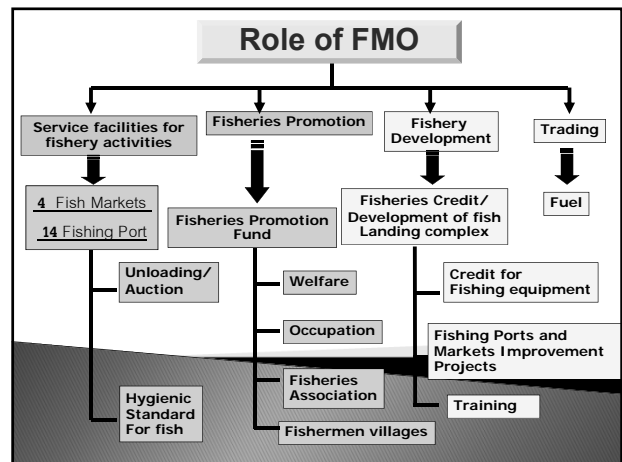 Role of FMO
Service facilities for
fishery activities
Fisheries Promotion
Fishery
Development
Trading
4 Fish Markets
14 Fishing Port
Fisheries Promotion
Fund
Fisheries Credit/
Development of fish
Landing complex
Fuel
Unloading/
Auction
Hygienic
Standard
For fish
Welfare
Occupation
Fisheries
Association
Fishermen villages
Credit for
Fishing equipment
Fishing Ports and
Markets Improvement
Projects
Training